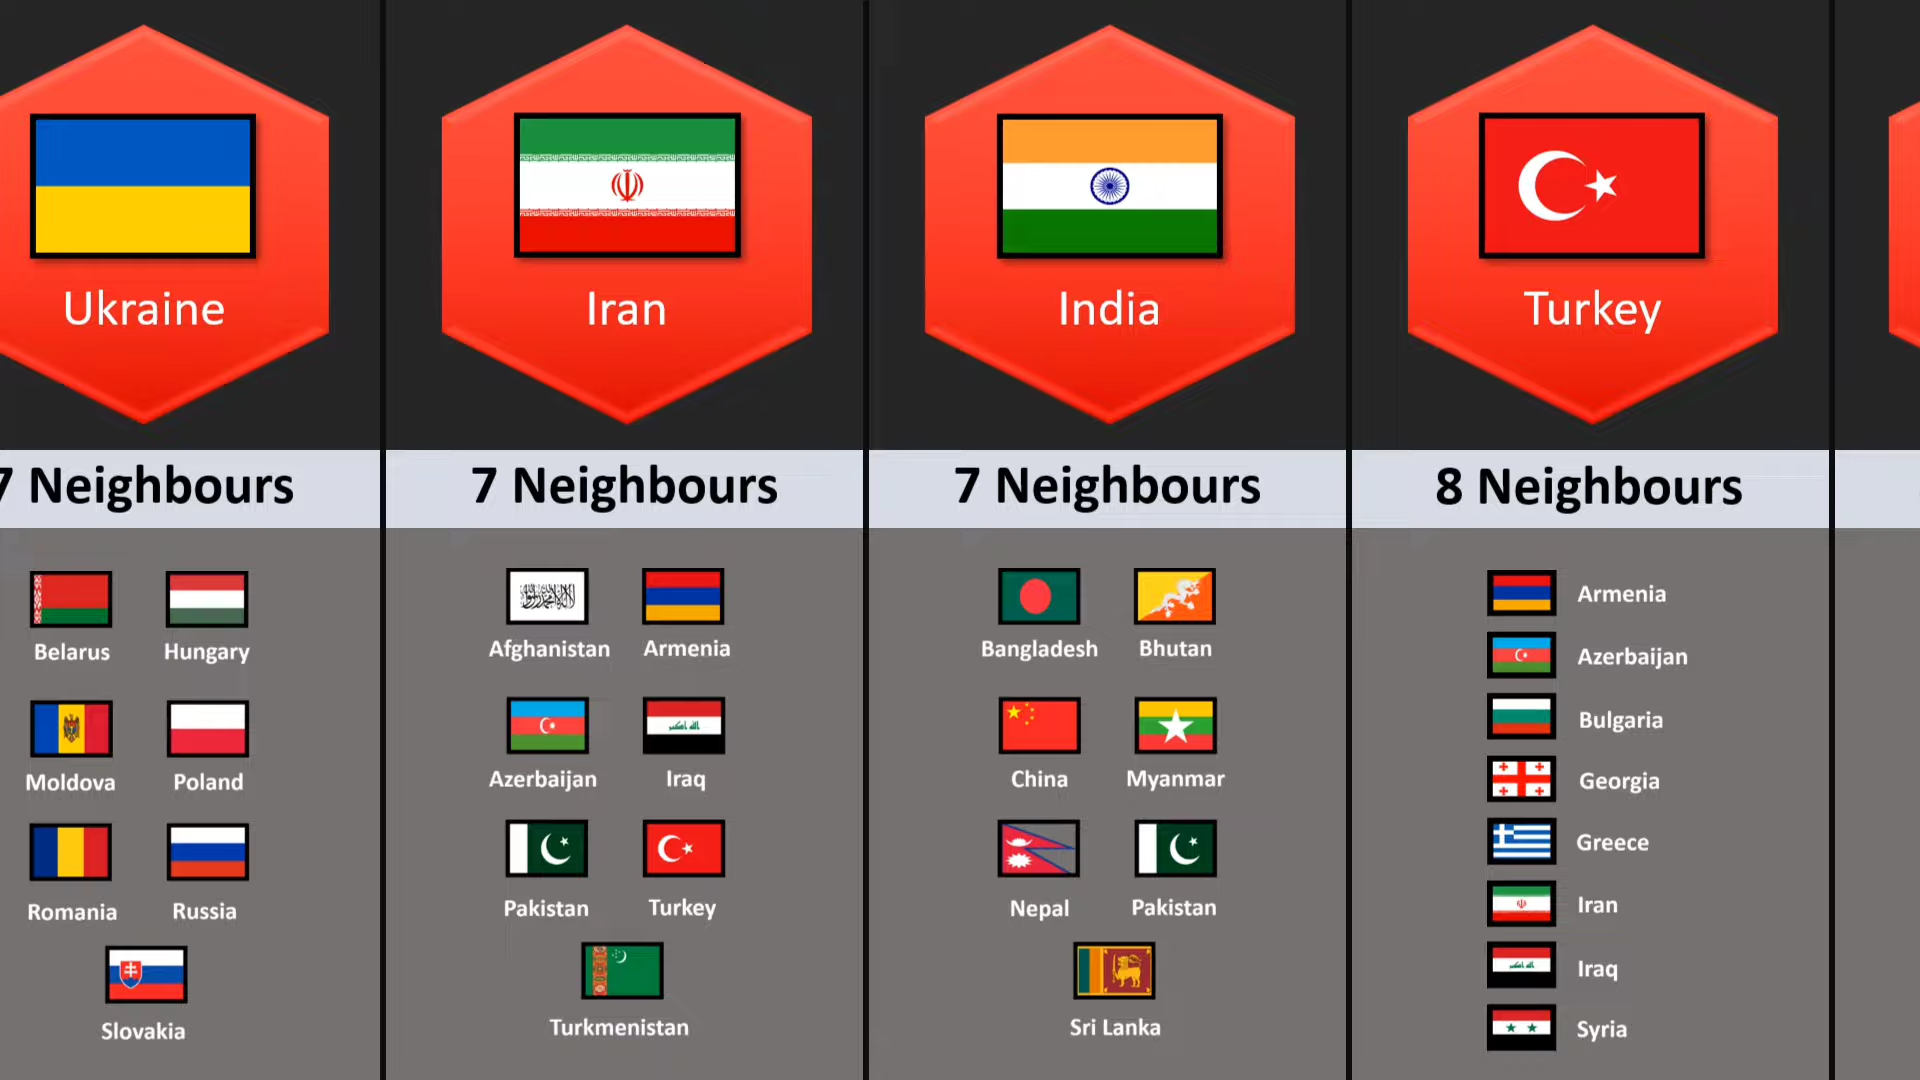 Ukraine
Iran
India
Turkey
7 Neighbours
7 Neighbours
7 Neighbours
8 Neighbours
Belarus Hungary
Moldova Poland
Romania Russia
Slovakia
Afghanistan Armenia
Azerbaijan Iraq
Pakistan Turkey
Turkmenistan
Bangladesh Bhutan
China Myanmar
Nepal Pakistan
Sri Lanka
Armenia
Azerbaijan
Bulgaria
Georgia
Greece
Iran
Iraq
Syria